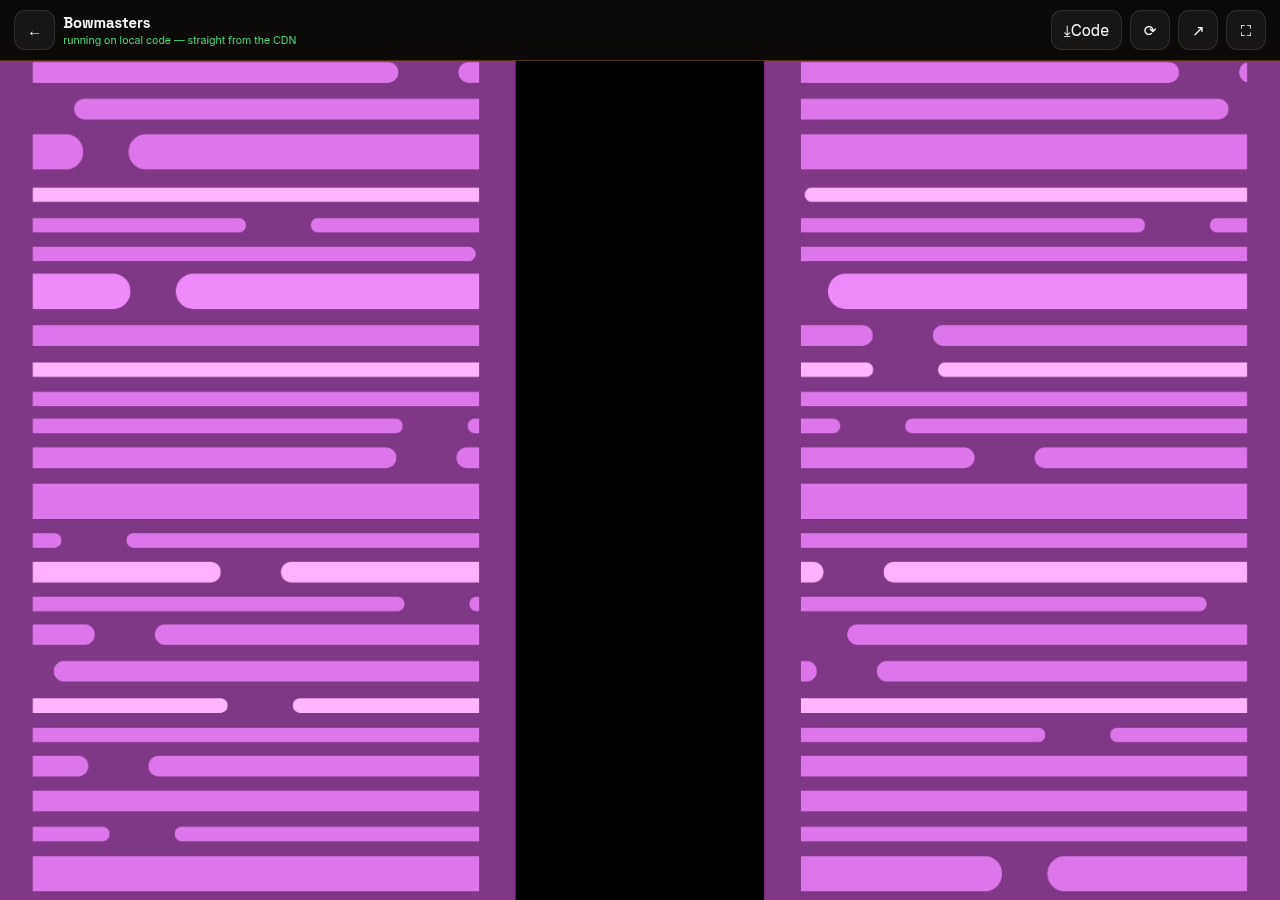 ←
Bowmasters
running on local code — straight from the CDN
↓Code
⟳
↗
⛶